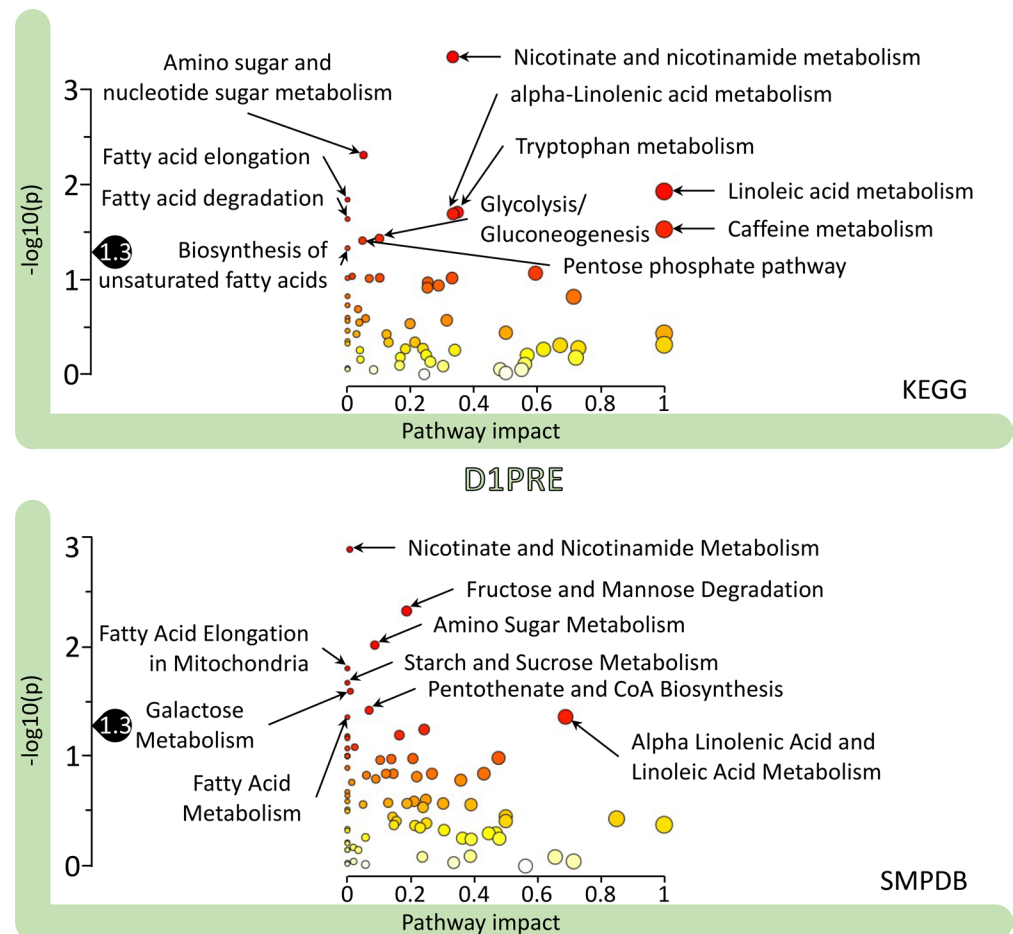 Amino sugar and
nucleotide sugar metabolism
Nicotinate and nicotinamide metabolism
alpha-Linolenic acid metabolism
Fatty acid elongation
Tryptophan metabolism
Fatty acid degradation
Linoleic acid metabolism
Glycolysis/
Gluconeogenesis
Caffeine metabolism
Biosynthesis of
unsaturated fatty acids
Pentose phosphate pathway
-log10(p)
3
2
1.3
1
0
0 0.2 0.4 0.6 0.8 1
KEGG
Pathway impact
D1PRE
3
Nicotinate and Nicotinamide Metabolism
Fructose and Mannose Degradation
Amino Sugar Metabolism
Fatty Acid Elongation
in Mitochondria
Starch and Sucrose Metabolism
Pentothenate and CoA Biosynthesis
Galactose
Metabolism
Alpha Linolenic Acid and
Linoleic Acid Metabolism
Fatty Acid
Metabolism
-log10(p)
2
1.3
1
0
0 0.2 0.4 0.6 0.8 1
SMPDB
Pathway impact